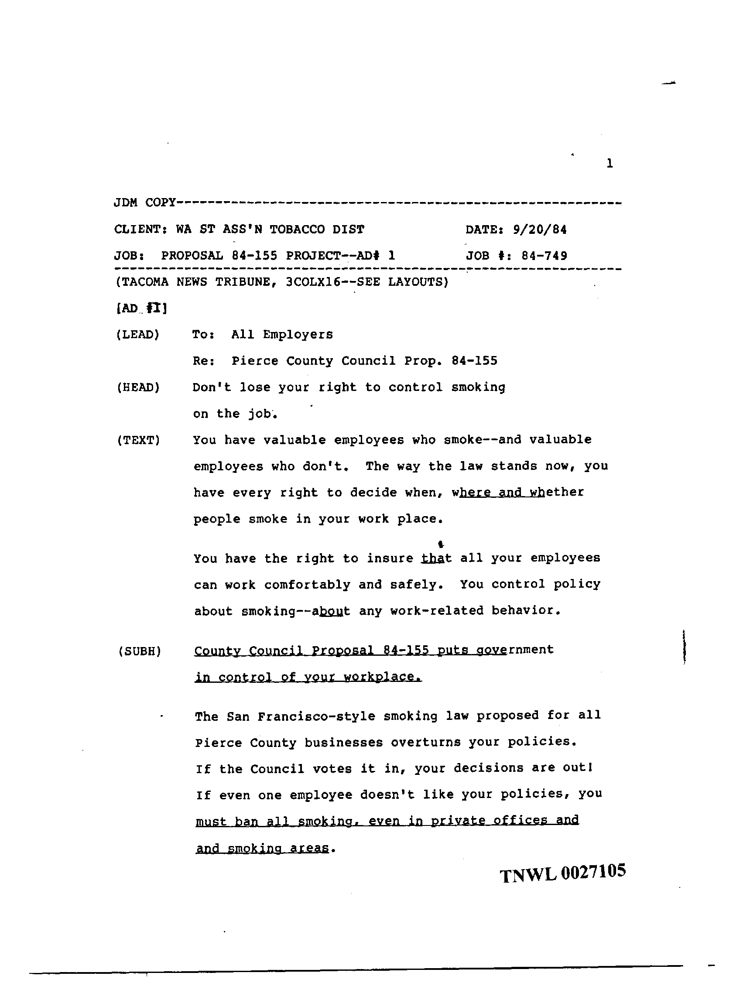 1
JDM COPY---------------------------------------------------------
CLIENT: WA ST ASS'N TOBACCO DIST DATE: 9/20/84
JOB: PROPOSAL 84-155 PROJECT--AD# 1 JOB #: 84-749
-----------------------------------------------------------------
(TACOMA NEWS TRIBUNE, 3COLX16--SEE LAYOUTS)
[AD #1]
(LEAD) To: All Employers
Re: Pierce County Council Prop. 84-155
(HEAD) Don't lose your right to control smoking
on the job.
(TEXT) You have valuable employees who smoke--and valuable
employees who don't. The way the law stands now, you
have every right to decide when, where and whether
people smoke in your work place.
You have the right to insure that all your employees
can work comfortably and safely. You control policy
about smoking--about any work-related behavior.
(SUBH) County Council Proposal 84-155 puts government
in control of your workplace.
The San Francisco-style smoking law proposed for all
Pierce County businesses overturns your policies.
If the Council votes it in, your decisions are out!
If even one employee doesn't like your policies, you
must ban all smoking, even in private offices and
and smoking areas.
TNWL 0027105